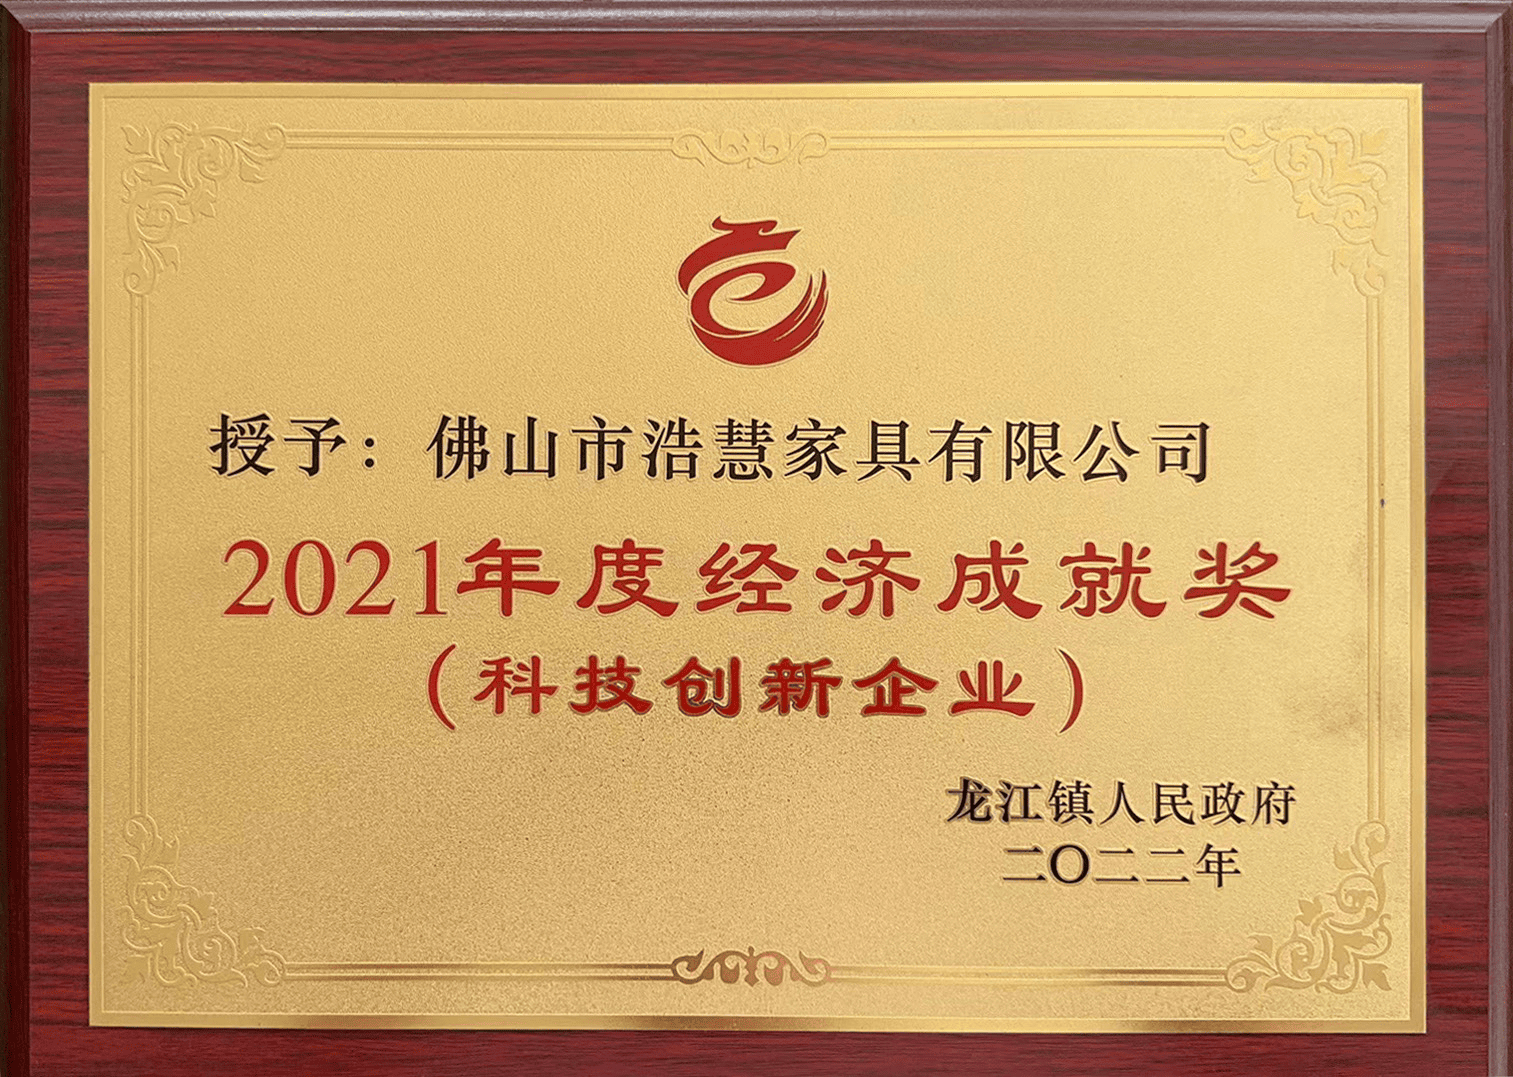 授予：佛山市浩慧家具有限公司
2021年度经济成就奖
（科技创新企业）
龙江镇人民政府
二〇二二年